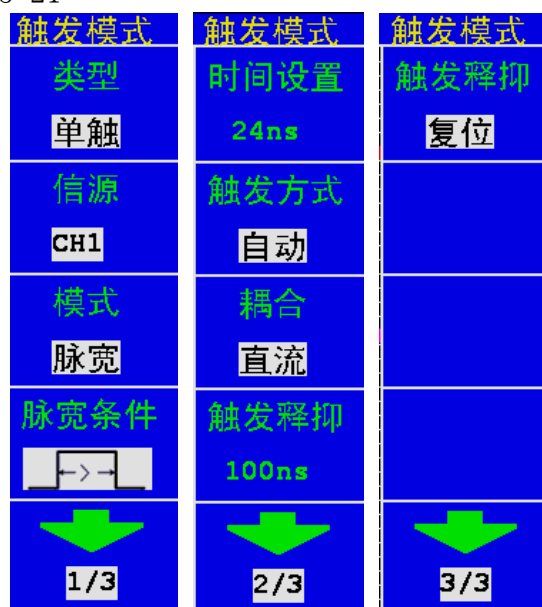 触发模式
类型
单触
信源
CH1
模式
脉宽
脉宽条件
>
1/3
触发模式
时间设置
24ns
触发方式
自动
耦合
直流
触发释抑
100ns
2/3
触发模式
触发释抑
复位
3/3